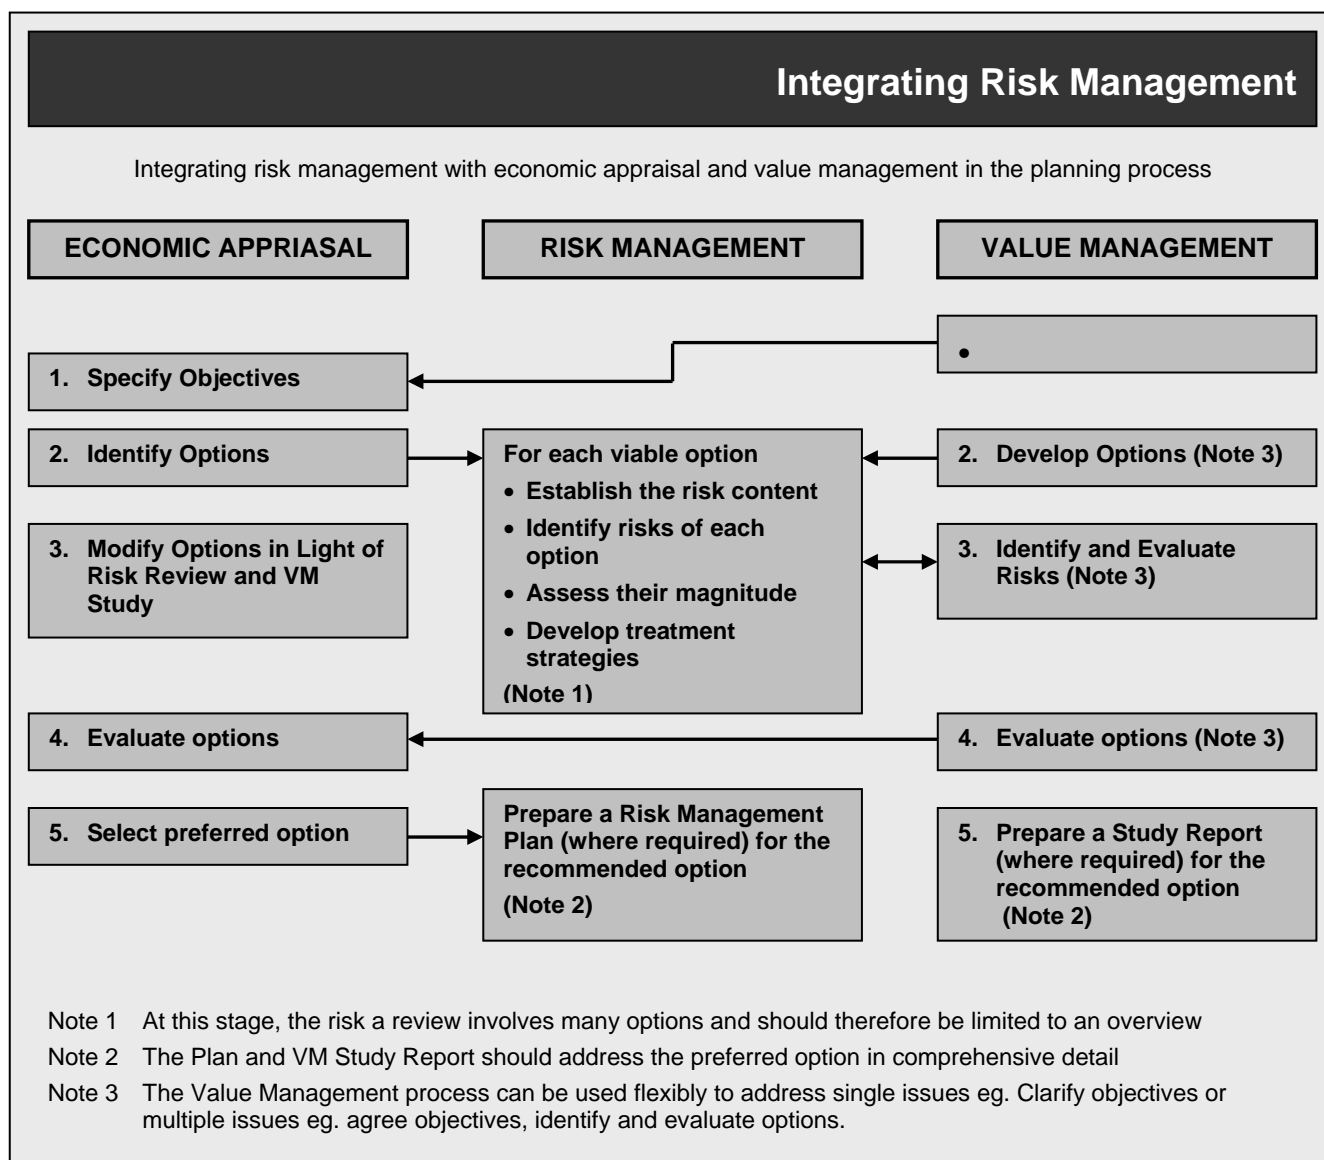 Integrating Risk Management
Integrating risk management with economic appraisal and value management in the planning process
ECONOMIC APPRIASAL
RISK MANAGEMENT
VALUE MANAGEMENT
•
1. Specify Objectives
2. Identify Options
For each viable option
• Establish the risk content
• Identify risks of each
option
• Assess their magnitude
• Develop treatment
strategies
(Note 1)
2. Develop Options (Note 3)
3. Modify Options in Light of
Risk Review and VM
Study
3. Identify and Evaluate
Risks (Note 3)
4. Evaluate options
4. Evaluate options (Note 3)
5. Select preferred option
Prepare a Risk Management
Plan (where required) for the
recommended option
(Note 2)
5. Prepare a Study Report
(where required) for the
recommended option
(Note 2)
Note 1 At this stage, the risk a review involves many options and should therefore be limited to an overview
Note 2 The Plan and VM Study Report should address the preferred option in comprehensive detail
Note 3 The Value Management process can be used flexibly to address single issues eg. Clarify objectives or
multiple issues eg. agree objectives, identify and evaluate options.